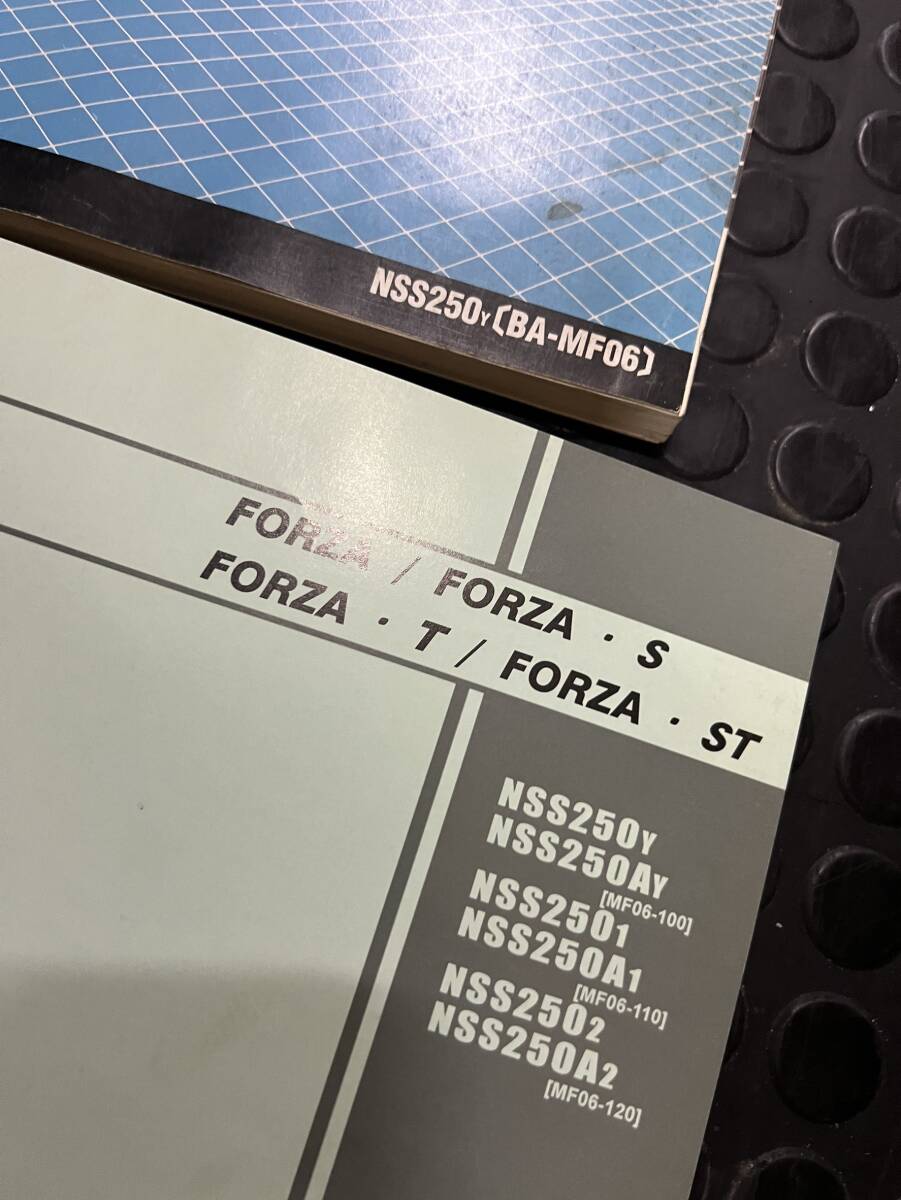 NSS250Y〔BA-MF06〕
FORZA / FORZA・S
FORZA・T / FORZA・ST
NSS250Y
NSS250AY
[MF06-100]
NSS2501
NSS250A1
[MF06-110]
NSS2502
NSS250A2
[MF06-120]